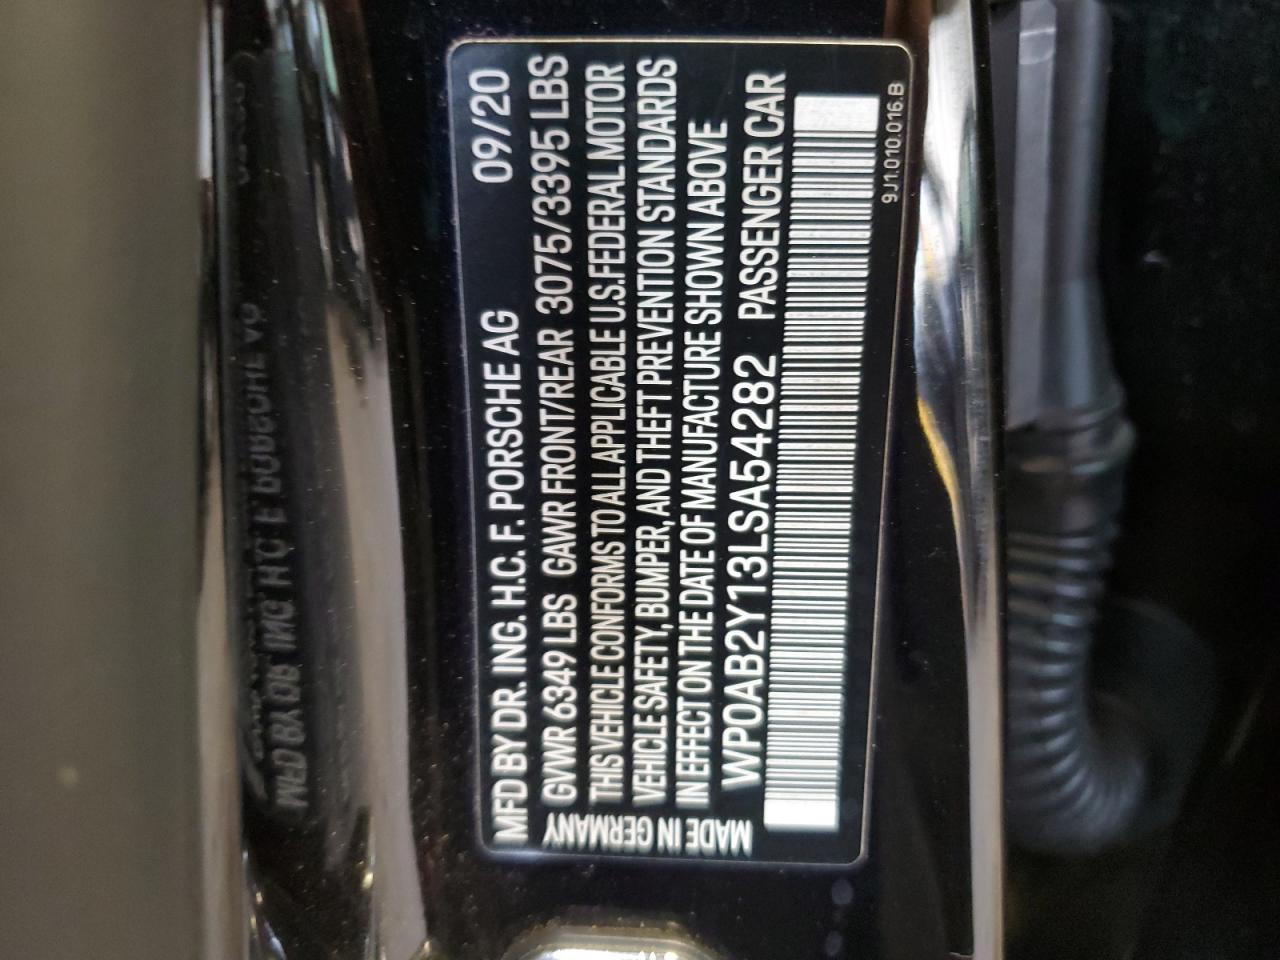 MFD BY DR. ING. H.C. F. PORSCHE AG 09/20
GVWR 6349 LBS GAWR FRONT/REAR 3075/3395 LBS
THIS VEHICLE CONFORMS TO ALL APPLICABLE U.S.FEDERAL MOTOR
VEHICLE SAFETY, BUMPER, AND THEFT PREVENTION STANDARDS
IN EFFECT ON THE DATE OF MANUFACTURE SHOWN ABOVE
WP0AB2Y13LSA54282 PASSENGER CAR
MADE IN GERMANY
9J1.010.016.B